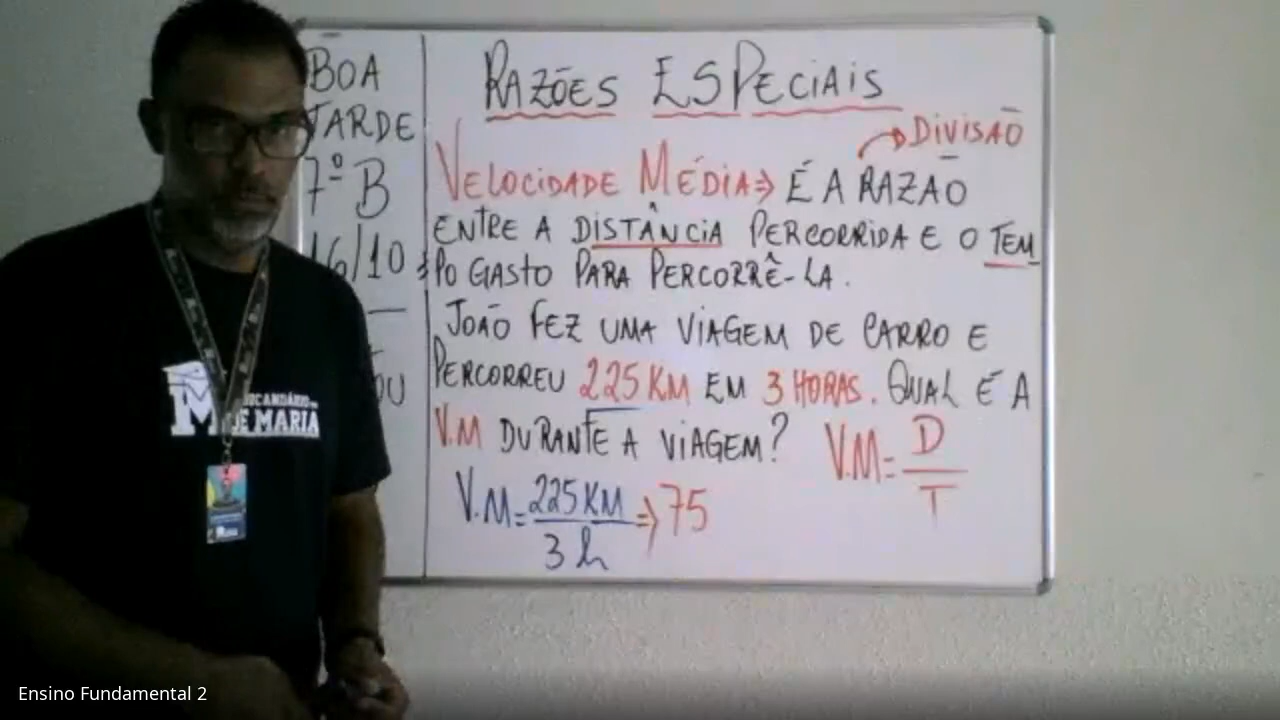 BOA
TARDE
7º B
16/10
RAZÕES ESPECIAIS
DIVISÃO
VELOCIDADE MÉDIA⇒ É A RAZÃO
ENTRE A DISTÂNCIA PERCORRIDA E O TEM
PO GASTO PARA PERCORRÊ-LA.
JOÃO FEZ UMA VIAGEM DE CARRO E
PERCORREU 225 KM EM 3 HORAS. QUAL É A
V.M DURANTE A VIAGEM?
V.M = D
T
V.M = 225 KM ⇒ 75
3 h
M
DE MARIA
Ensino Fundamental 2